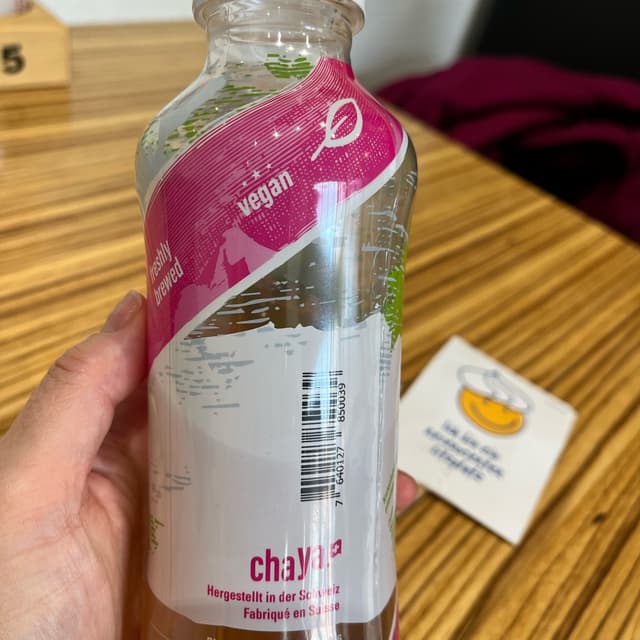 5
vegan
freshly
brewed
7 640127 850039
chaya
Hergestellt in der Schweiz
Fabriqué en Suisse